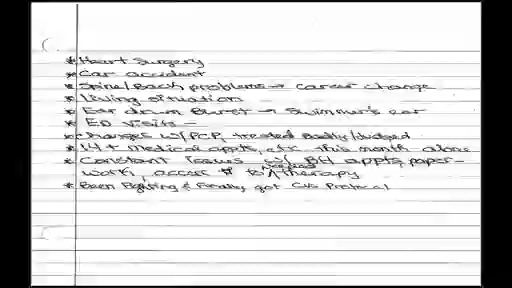 * Heart Surgery
* Car accident
* Spine/Back problems → career change
* Living situation
* Ear drum Burst → Swimmer's ear
ED visits -
* changes w/ PCP, treated Badly/Judged
* 14+ medical appts, etc. this month alone
* Constant Issues w/ BH appts, paper-
work, access to therapy
* Been Fighting & Finally got CVS Protocal